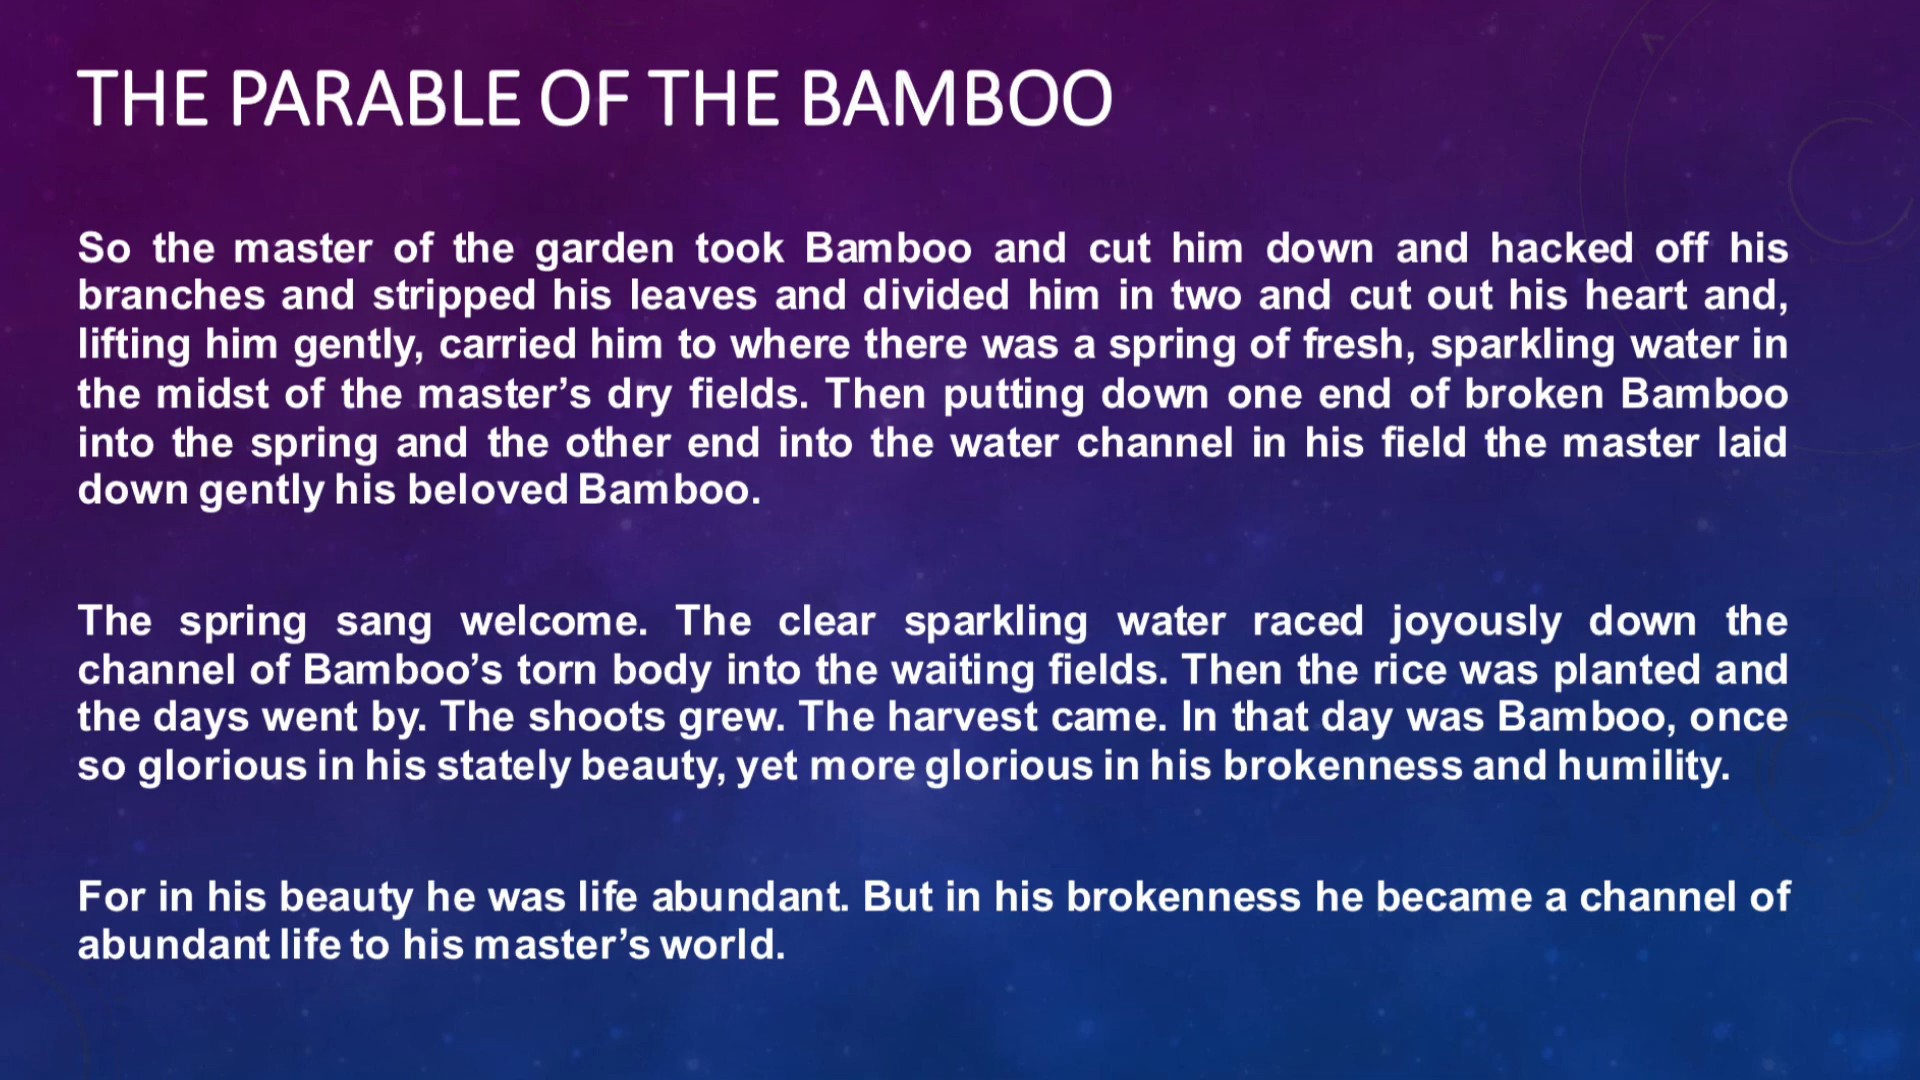 THE PARABLE OF THE BAMBOO
So the master of the garden took Bamboo and cut him down and hacked off his
branches and stripped his leaves and divided him in two and cut out his heart and,
lifting him gently, carried him to where there was a spring of fresh, sparkling water in
the midst of the master’s dry fields. Then putting down one end of broken Bamboo
into the spring and the other end into the water channel in his field the master laid
down gently his beloved Bamboo.
The spring sang welcome. The clear sparkling water raced joyously down the
channel of Bamboo’s torn body into the waiting fields. Then the rice was planted and
the days went by. The shoots grew. The harvest came. In that day was Bamboo, once
so glorious in his stately beauty, yet more glorious in his brokenness and humility.
For in his beauty he was life abundant. But in his brokenness he became a channel of
abundant life to his master’s world.